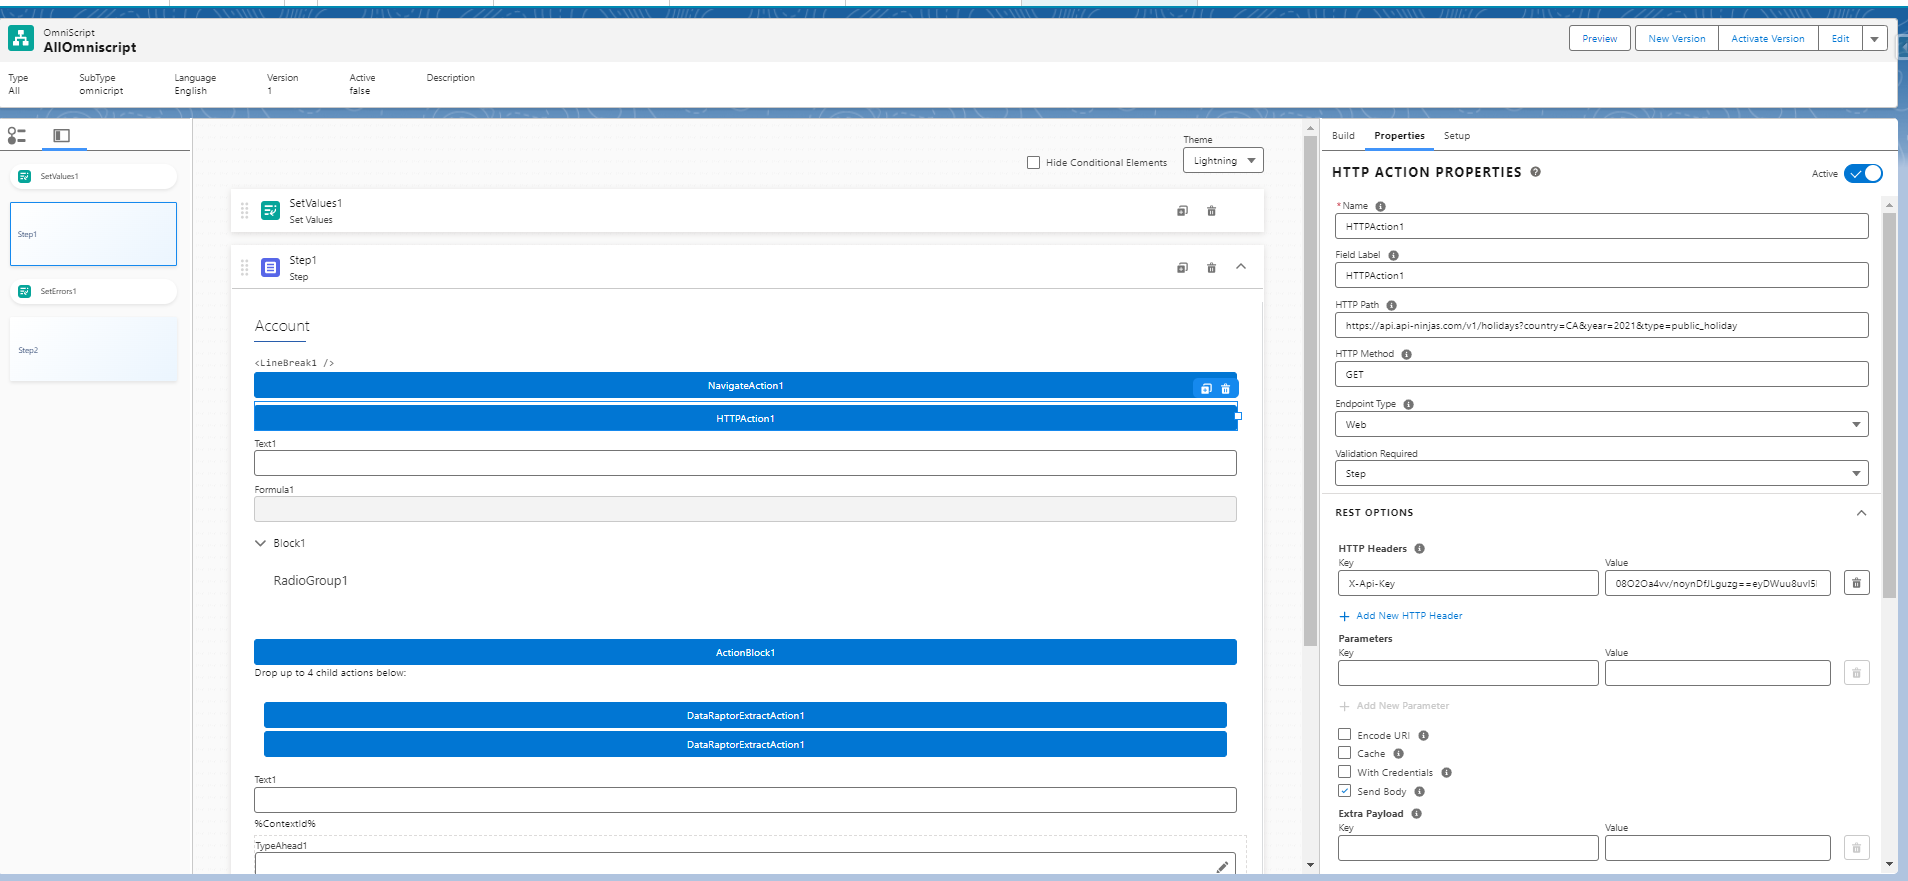 OmniScript
AllOmniscript
Preview
New Version
Activate Version
Edit
Type
All
SubType
omnicript
Language
English
Version
1
Active
false
Description
SetValues1
Step1
SetErrors1
Step2
Hide Conditional Elements
Theme
Lightning
SetValues1
Set Values
Step1
Step
Account
<LineBreak1 />
NavigateAction1
HTTPAction1
Text1
Formula1
Block1
RadioGroup1
ActionBlock1
Drop up to 4 child actions below:
DataRaptorExtractAction1
DataRaptorExtractAction1
Text1
%ContextId%
TypeAhead1
Build
Properties
Setup
HTTP ACTION PROPERTIES
Active
* Name
HTTPAction1
Field Label
HTTPAction1
HTTP Path
https://api.api-ninjas.com/v1/holidays?country=CA&year=2021&type=public_holiday
HTTP Method
GET
Endpoint Type
Web
Validation Required
Step
REST OPTIONS
HTTP Headers
Key
Value
X-Api-Key
+ Add New HTTP Header
Parameters
Key
Value
+ Add New Parameter
Encode URI
Cache
With Credentials
Send Body
Extra Payload
Key
Value